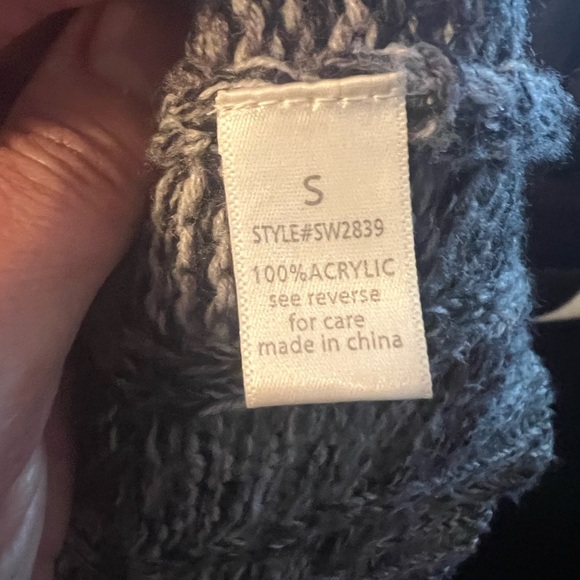 S
STYLE#SW2839
100%ACRYLIC
see reverse
for care
made in china